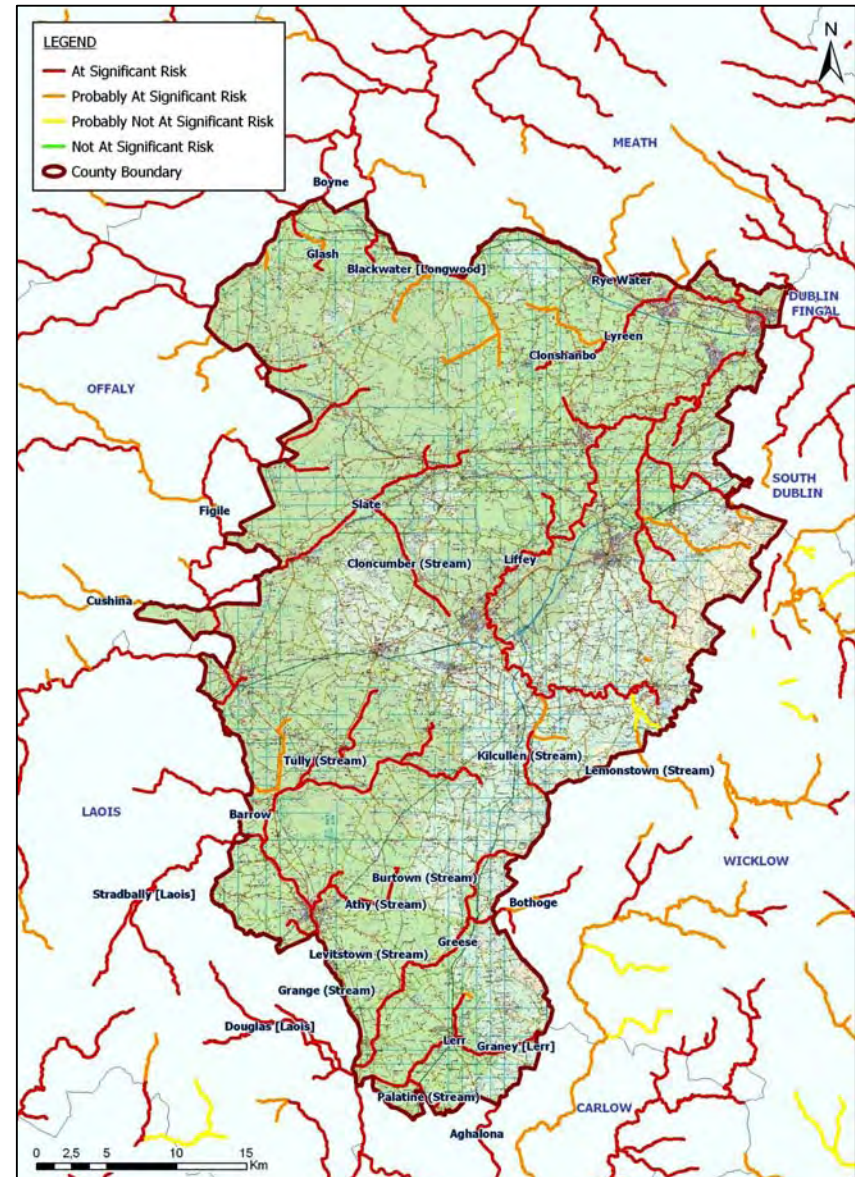 LEGEND
At Significant Risk
Probably At Significant Risk
Probably Not At Significant Risk
Not At Significant Risk
County Boundary
N
MEATH
Boyne
Glash
Blackwater [Longwood]
Rye Water
DUBLIN
FINGAL
Lyreen
Clonshanbo
OFFALY
SOUTH
DUBLIN
Slate
Figile
Liffey
Cloncumber (Stream)
Cushina
Tully (Stream)
Kilcullen (Stream)
Lemonstown (Stream)
LAOIS
Barrow
WICKLOW
Burtown (Stream)
Stradbally [Laois]
Athy (Stream)
Bothoge
Greese
Levitstown (Stream)
Grange (Stream)
Douglas [Laois]
Lerr
Graney [Lerr]
Palatine (Stream)
CARLOW
Aghalona
0 2,5 5 10 15
Km